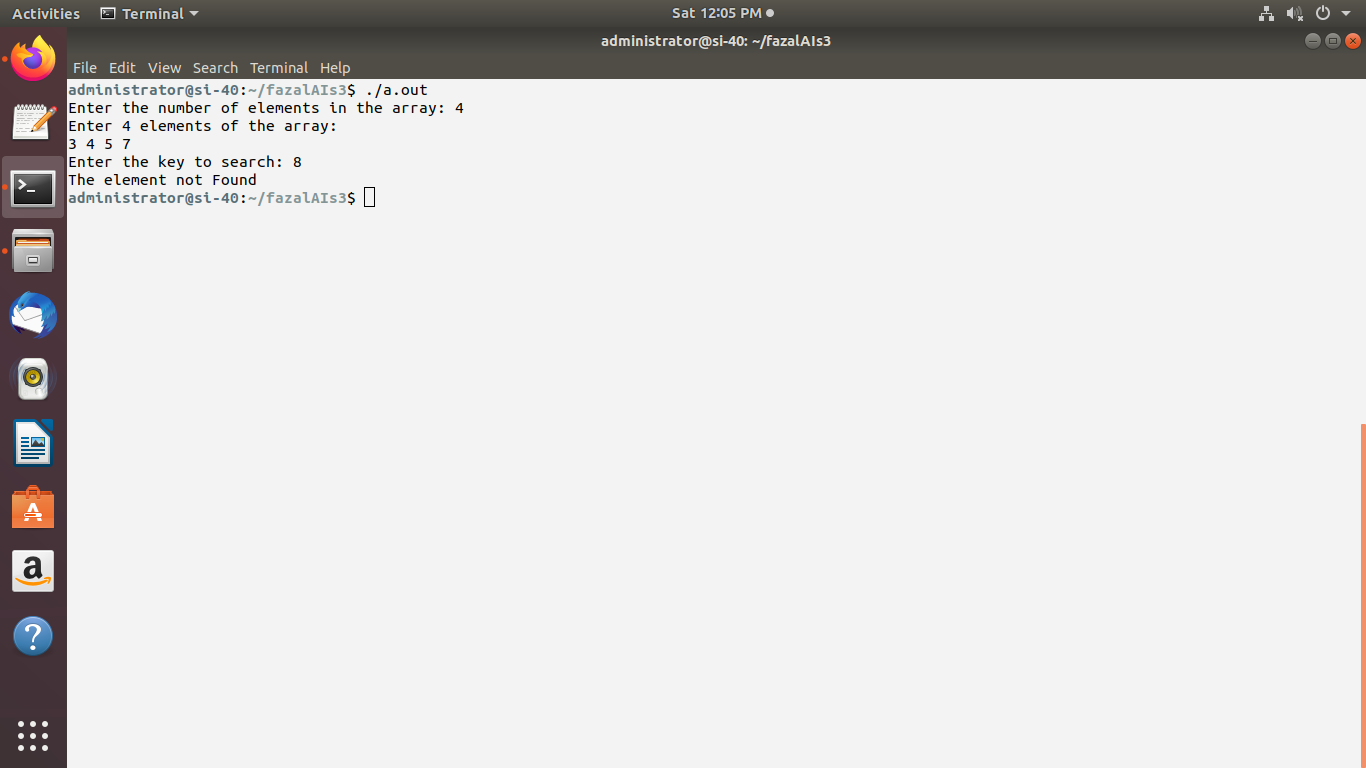 Activities Terminal Sat 12:05 PM
administrator@si-40: ~/fazalAIs3
File Edit View Search Terminal Help
administrator@si-40:~/fazalAIs3$ ./a.out
Enter the number of elements in the array: 4
Enter 4 elements of the array:
3 4 5 7
Enter the key to search: 8
The element not Found
administrator@si-40:~/fazalAIs3$